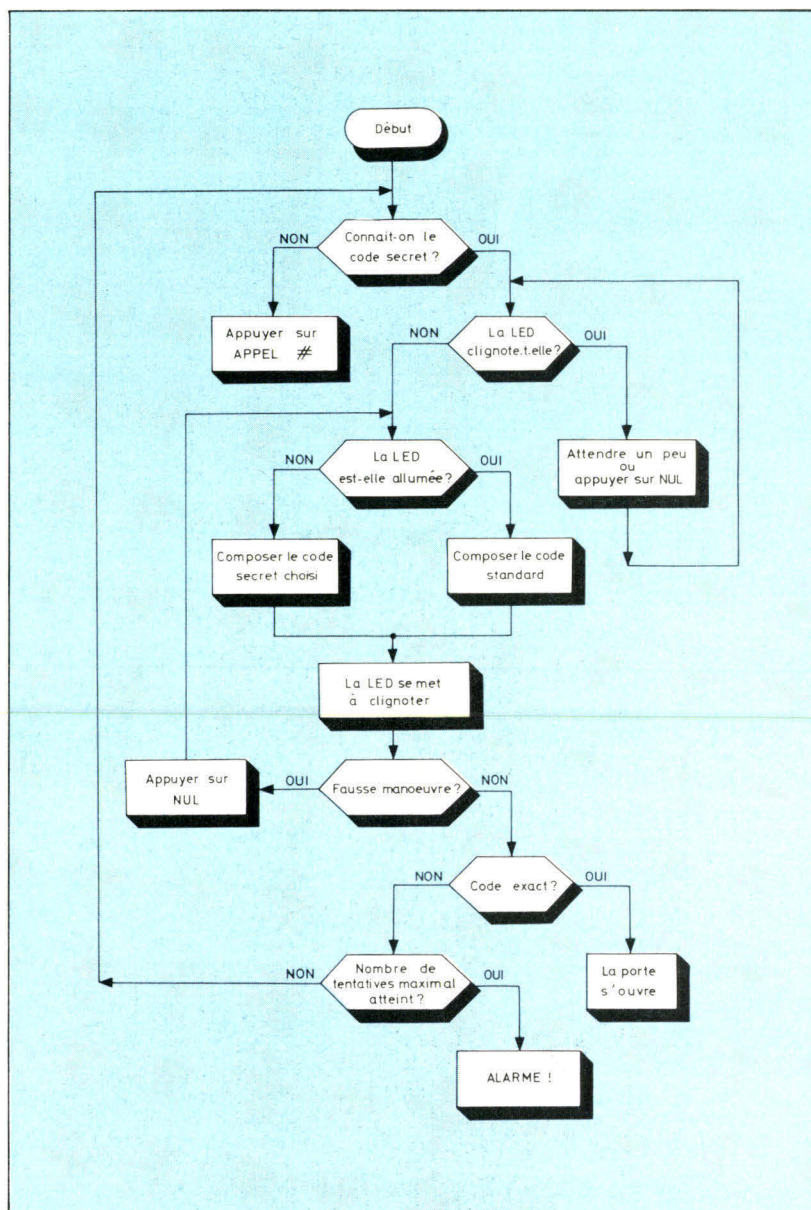 Début
Connait-on le
code secret ?
NON
OUI
Appuyer sur
APPEL #
La LED
clignote.t.elle ?
NON
OUI
Attendre un peu
ou
appuyer sur NUL
La LED
est-elle allumée ?
NON
OUI
Composer le code
secret choisi
Composer le code
standard
La LED se met
à clignoter
Fausse manoeuvre ?
OUI
NON
Appuyer sur
NUL
Code exact ?
NON
OUI
Nombre de
tentatives maximal
atteint ?
NON
OUI
La porte
s'ouvre
ALARME !